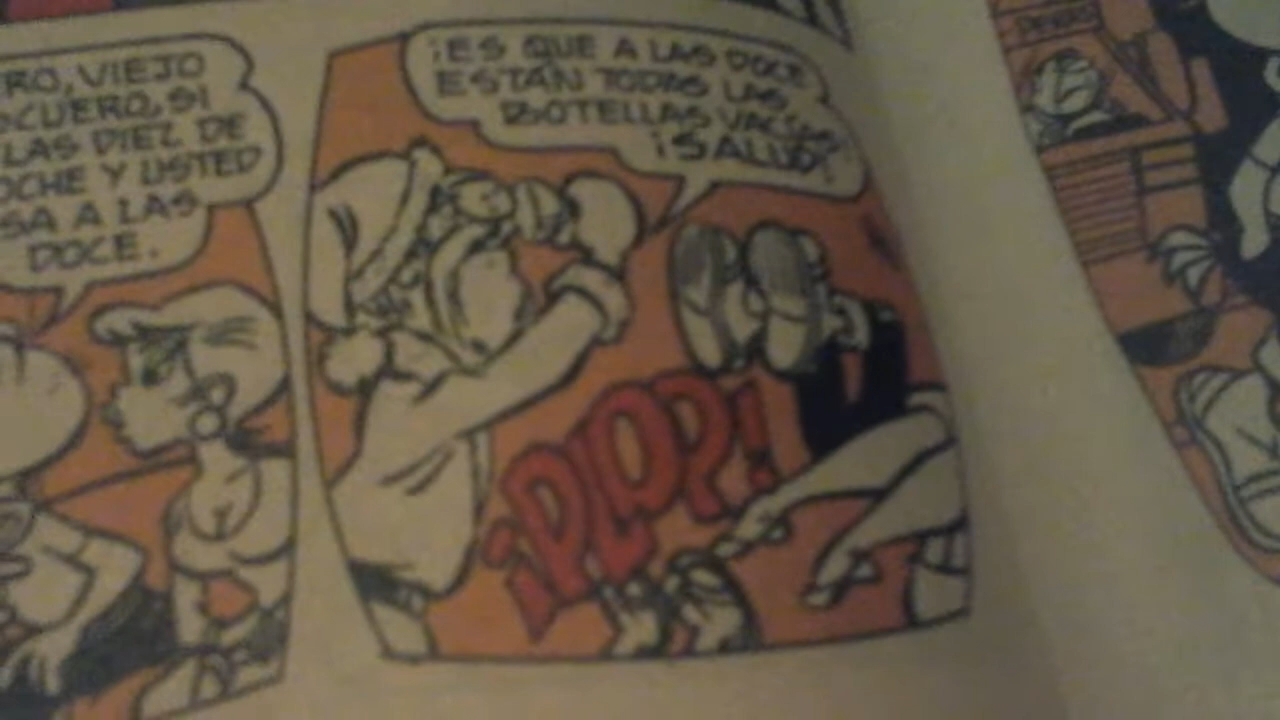 ERO, VIEJO
CUERO, SI
LAS DIEZ DE
OCHE Y USTED
SA A LAS
DOCE.
¡ES QUE A LAS DOCE
ESTÁN TODAS LAS
BOTELLAS VACÍAS.
¡SALUD!
¡PLOP!